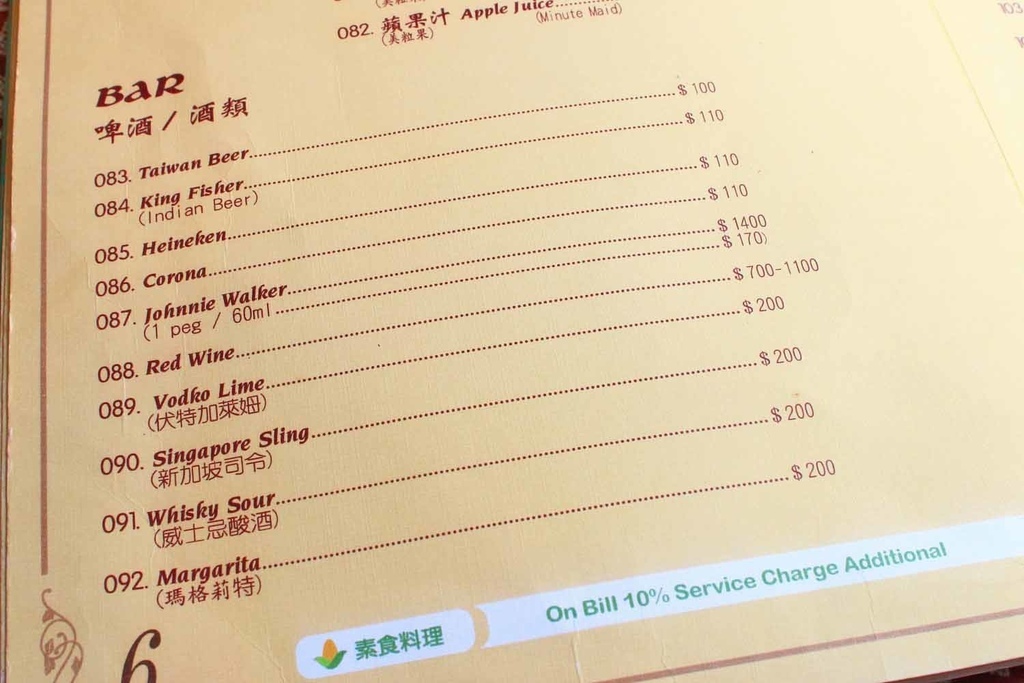 082. 蘋果汁 Apple Juice
(美粒果) (Minute Maid)
BAR
啤酒 / 酒類
083. Taiwan Beer $ 100
084. King Fisher $ 110
(Indian Beer)
085. Heineken $ 110
086. Corona $ 110
087. Johnnie Walker $ 1400
(1 peg / 60ml $ 170)
088. Red Wine $ 700-1100
089. Vodko Lime $ 200
(伏特加萊姆)
090. Singapore Sling $ 200
(新加坡司令)
091. Whisky Sour $ 200
(威士忌酸酒)
092. Margarita $ 200
(瑪格莉特)
素食料理
On Bill 10% Service Charge Additional
6
103.